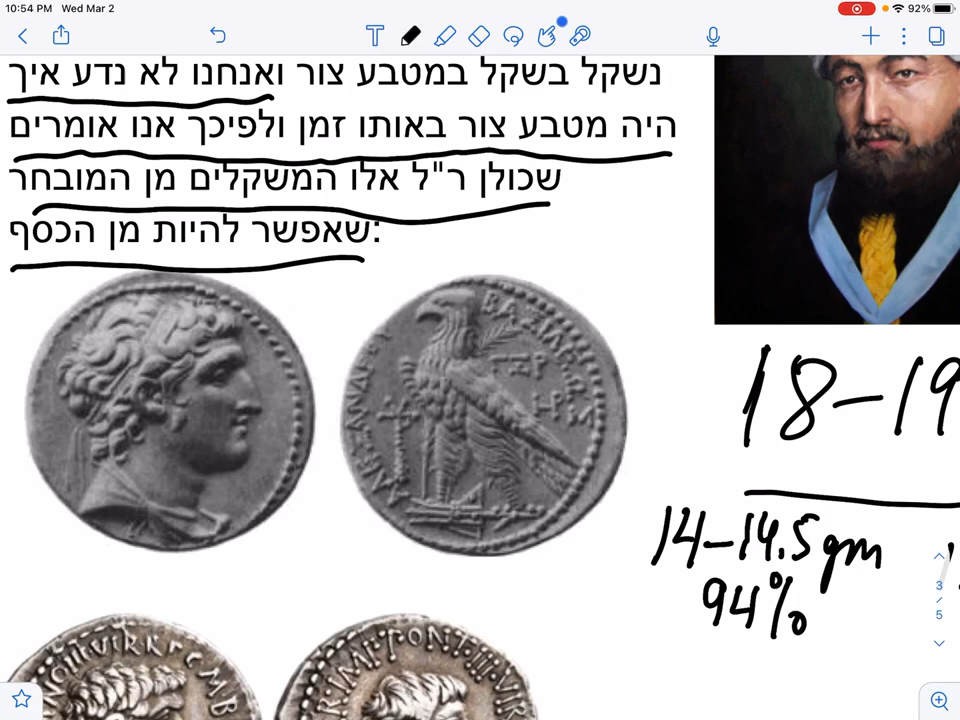 10:54 PM Wed Mar 2
92%
נשקל בשקל במטבע צור ואנחנו לא נדע איך
היה מטבע צור באותו זמן ולפיכך אנו אומרים
שכולן ר"ל אלו המשקלים מן המובחר
שאפשר להיות מן הכסף:
ΒΑΣΙΛΕΩΣ
ΑΛΕΞΑΝΔΡΟΥ
18-19
14-14.5 gm
94%
3
/
5